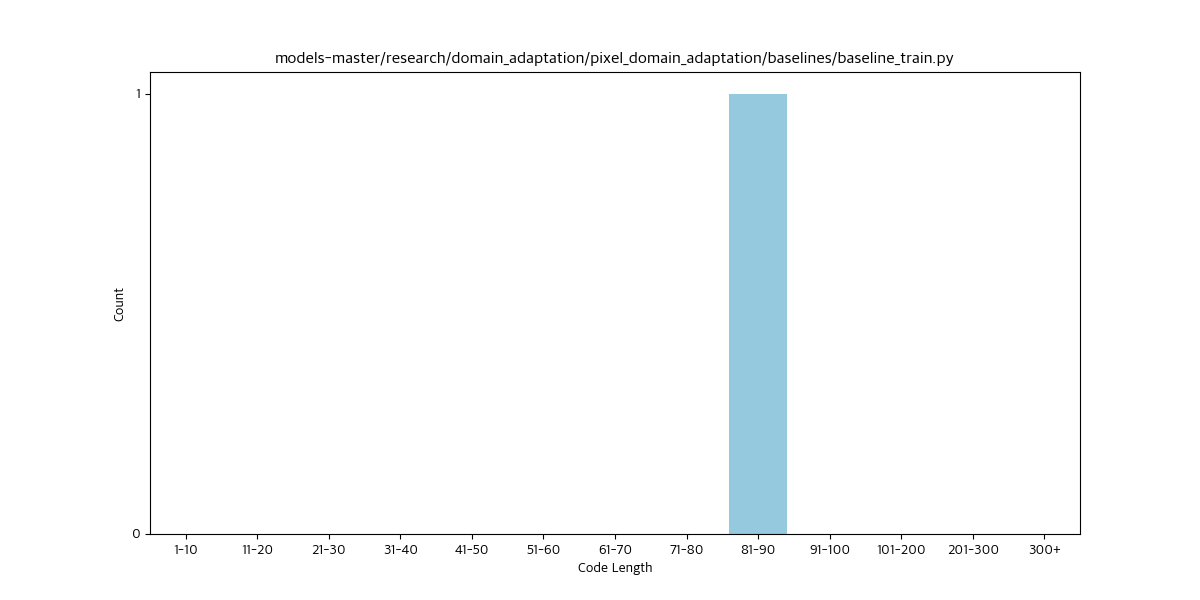 models-master/research/domain_adaptation/pixel_domain_adaptation/baselines/baseline_train.py
1
Count
0
1-10 11-20 21-30 31-40 41-50 51-60 61-70 71-80 81-90 91-100 101-200 201-300 300+
Code Length